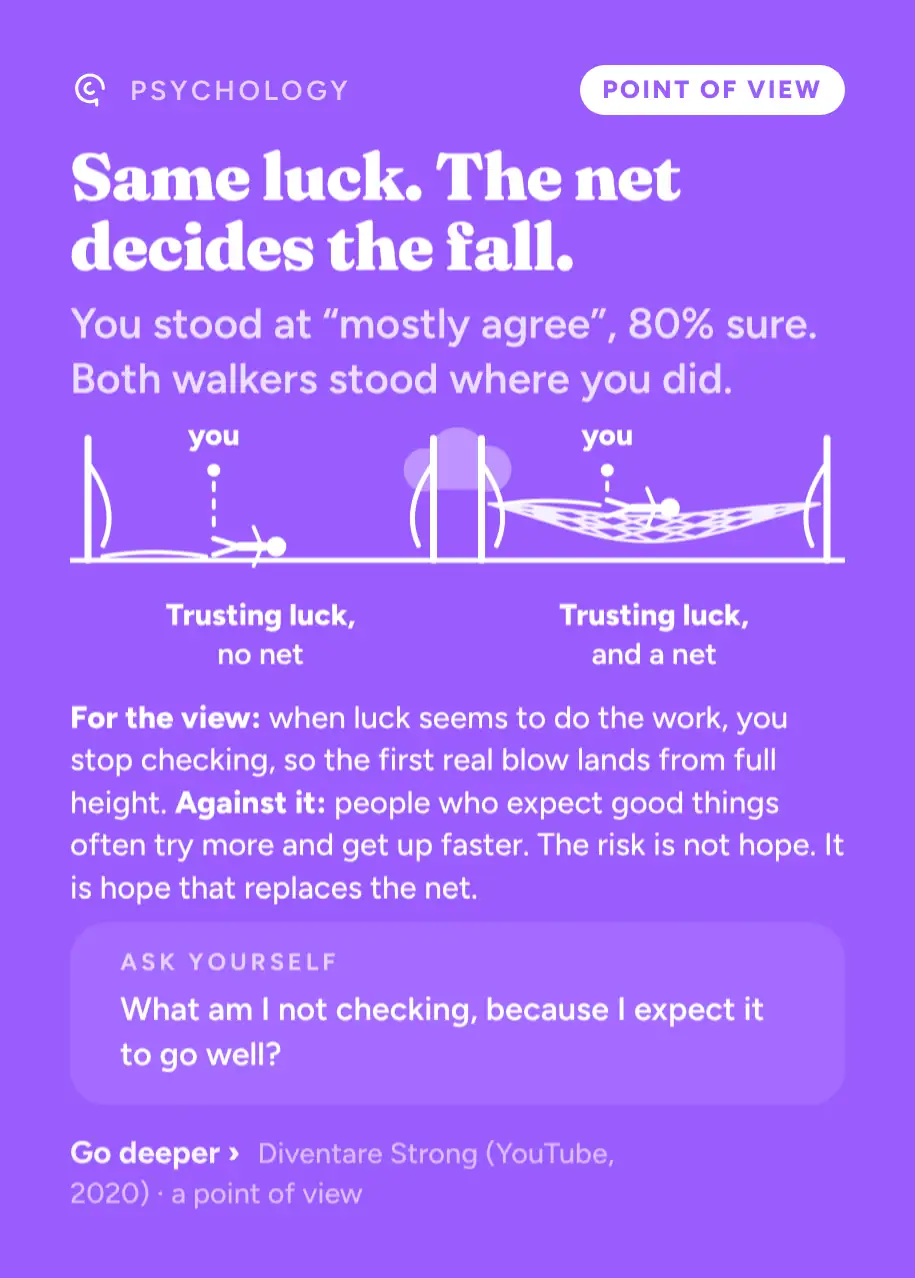 PSYCHOLOGY
POINT OF VIEW
Same luck. The net
decides the fall.
You stood at “mostly agree”, 80% sure.
Both walkers stood where you did.
you
you
Trusting luck,
no net
Trusting luck,
and a net
For the view: when luck seems to do the work, you
stop checking, so the first real blow lands from full
height. Against it: people who expect good things
often try more and get up faster. The risk is not hope. It
is hope that replaces the net.
ASK YOURSELF
What am I not checking, because I expect it
to go well?
Go deeper › Diventare Strong (YouTube,
2020) · a point of view